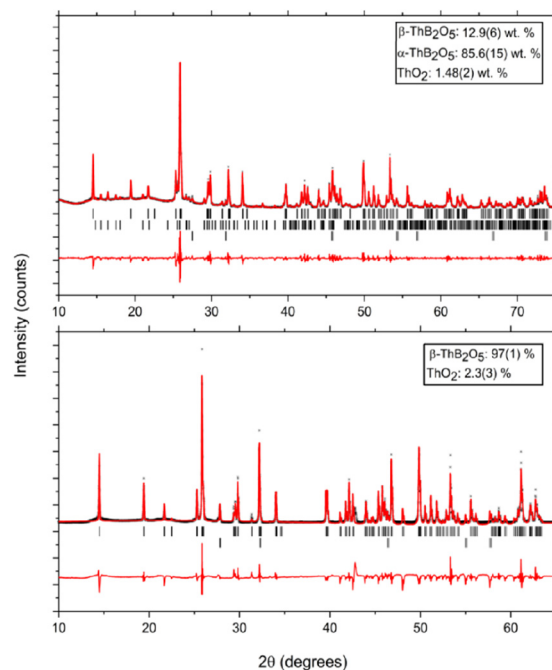 β-ThB2O5: 12.9(6) wt. %
α-ThB2O5: 85.6(15) wt. %
ThO2: 1.48(2) wt. %
10 20 30 40 50 60 70
Intensity (counts)
β-ThB2O5: 97(1) %
ThO2: 2.3(3) %
10 20 30 40 50 60
2θ (degrees)